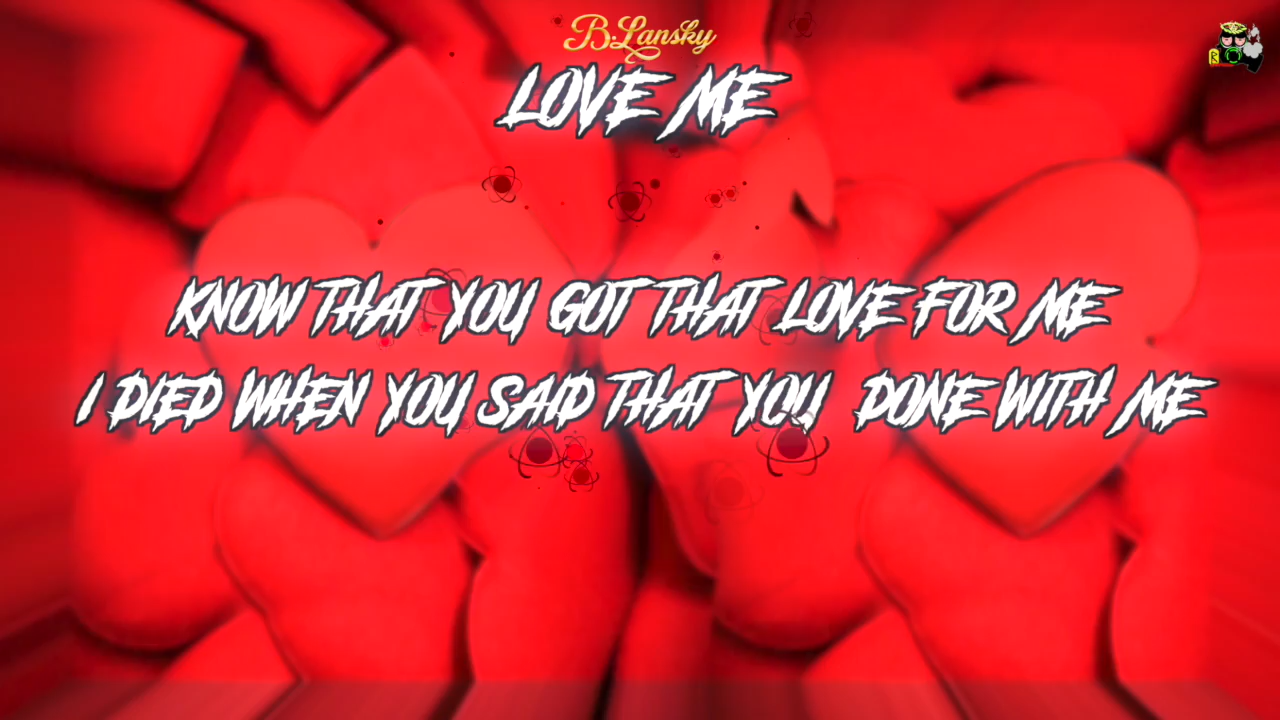 B.Lansky
LOVE ME
KNOW THAT YOU GOT THAT LOVE FOR ME
I DIED WHEN YOU SAID THAT YOU DONE WITH ME